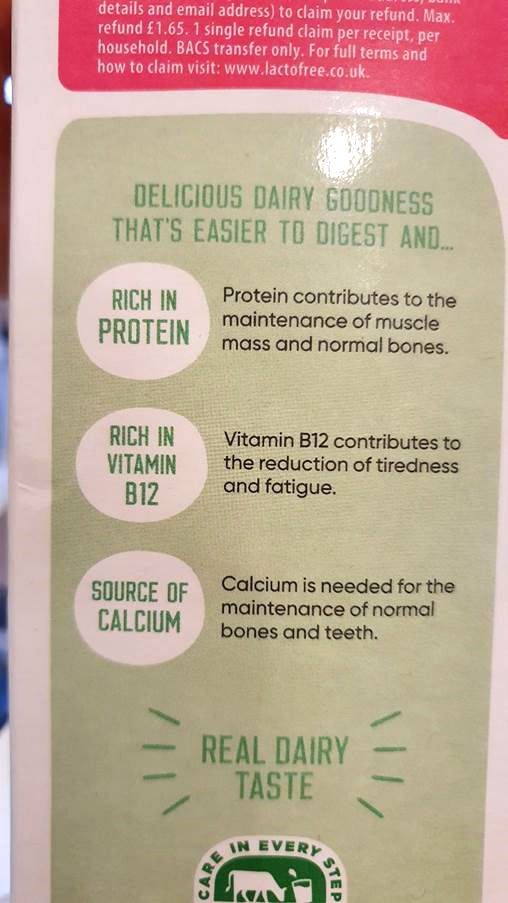 details and email address) to claim your refund. Max.
refund £1.65. 1 single refund claim per receipt, per
household. BACS transfer only. For full terms and
how to claim visit: www.lactofree.co.uk.
DELICIOUS DAIRY GOODNESS
THAT'S EASIER TO DIGEST AND...
RICH IN
PROTEIN
Protein contributes to the
maintenance of muscle
mass and normal bones.
RICH IN
VITAMIN
B12
Vitamin B12 contributes to
the reduction of tiredness
and fatigue.
SOURCE OF
CALCIUM
Calcium is needed for the
maintenance of normal
bones and teeth.
REAL DAIRY
TASTE
CARE IN EVERY STEP